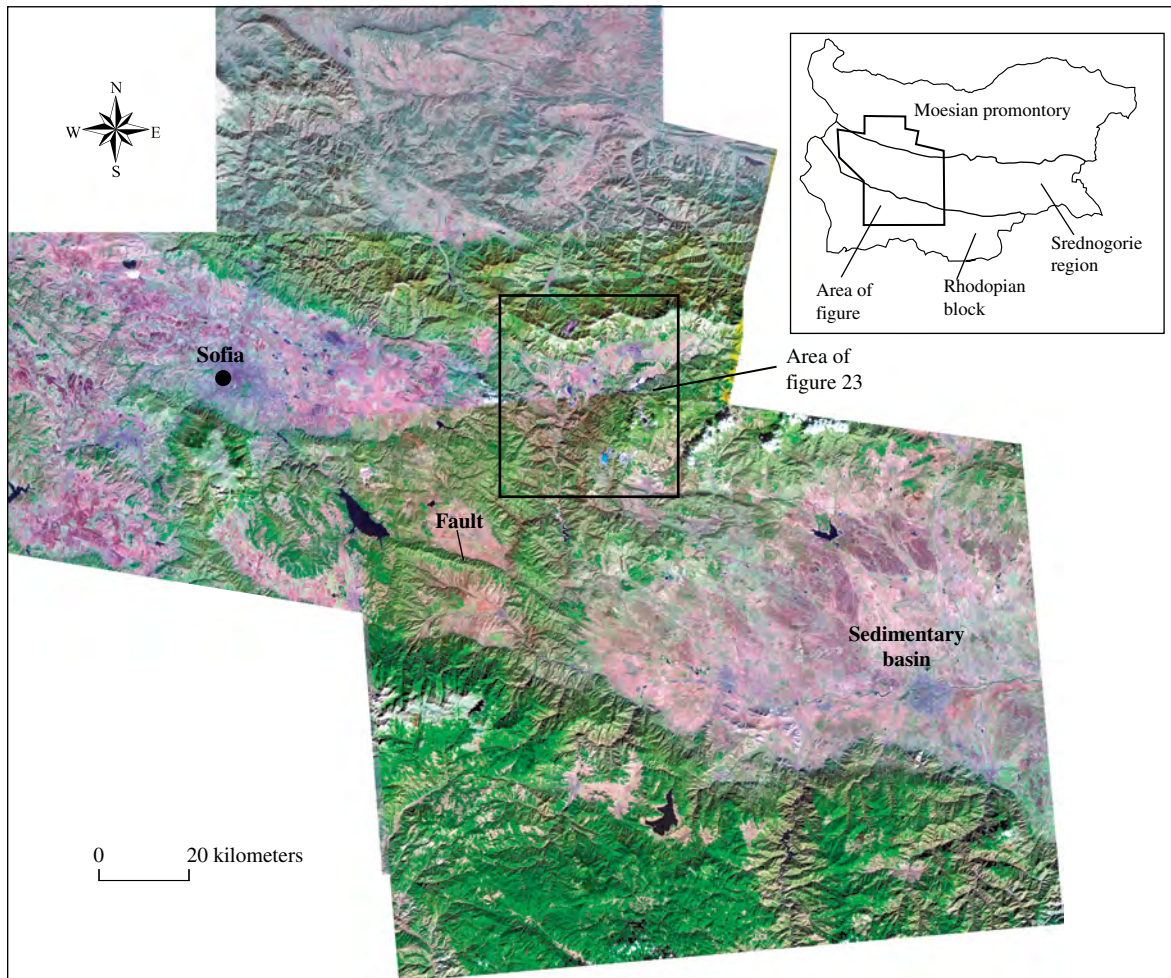 N
W
E
S
Moesian promontory
Srednogorie
region
Area of
figure
Rhodopian
block
Sofia
Area of
figure 23
Fault
Sedimentary
basin
0
20 kilometers